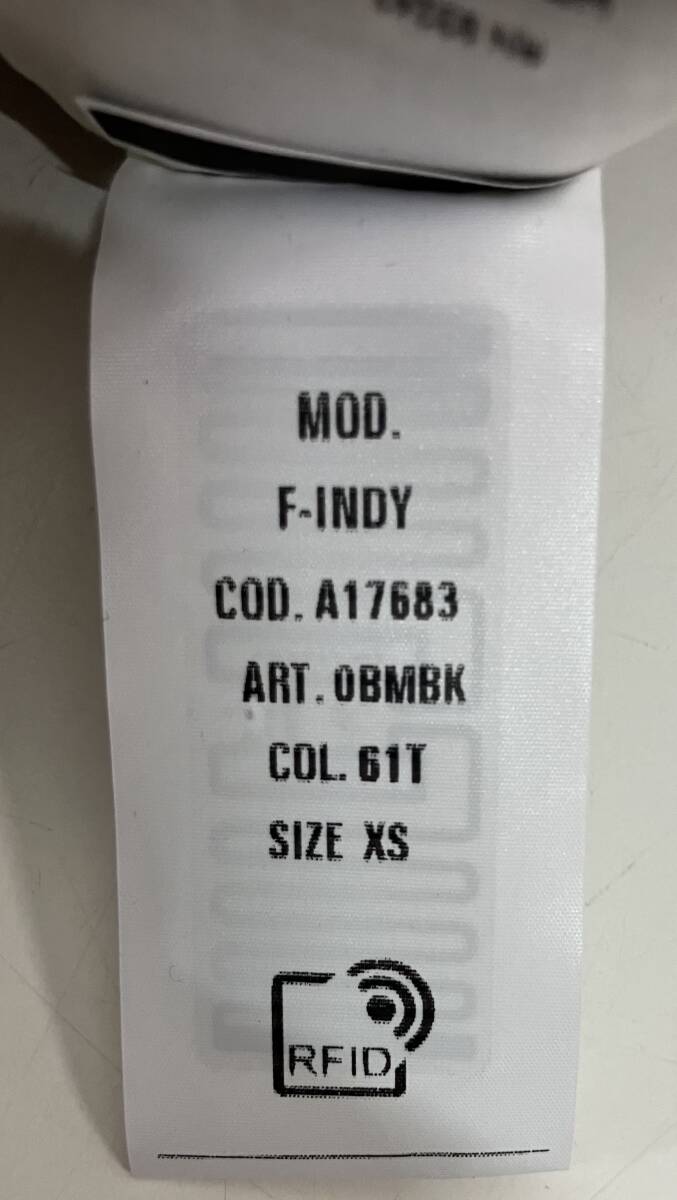 MOD.
F-INDY
COD. A17683
ART. 0BMBK
COL. 61T
SIZE XS
RFID